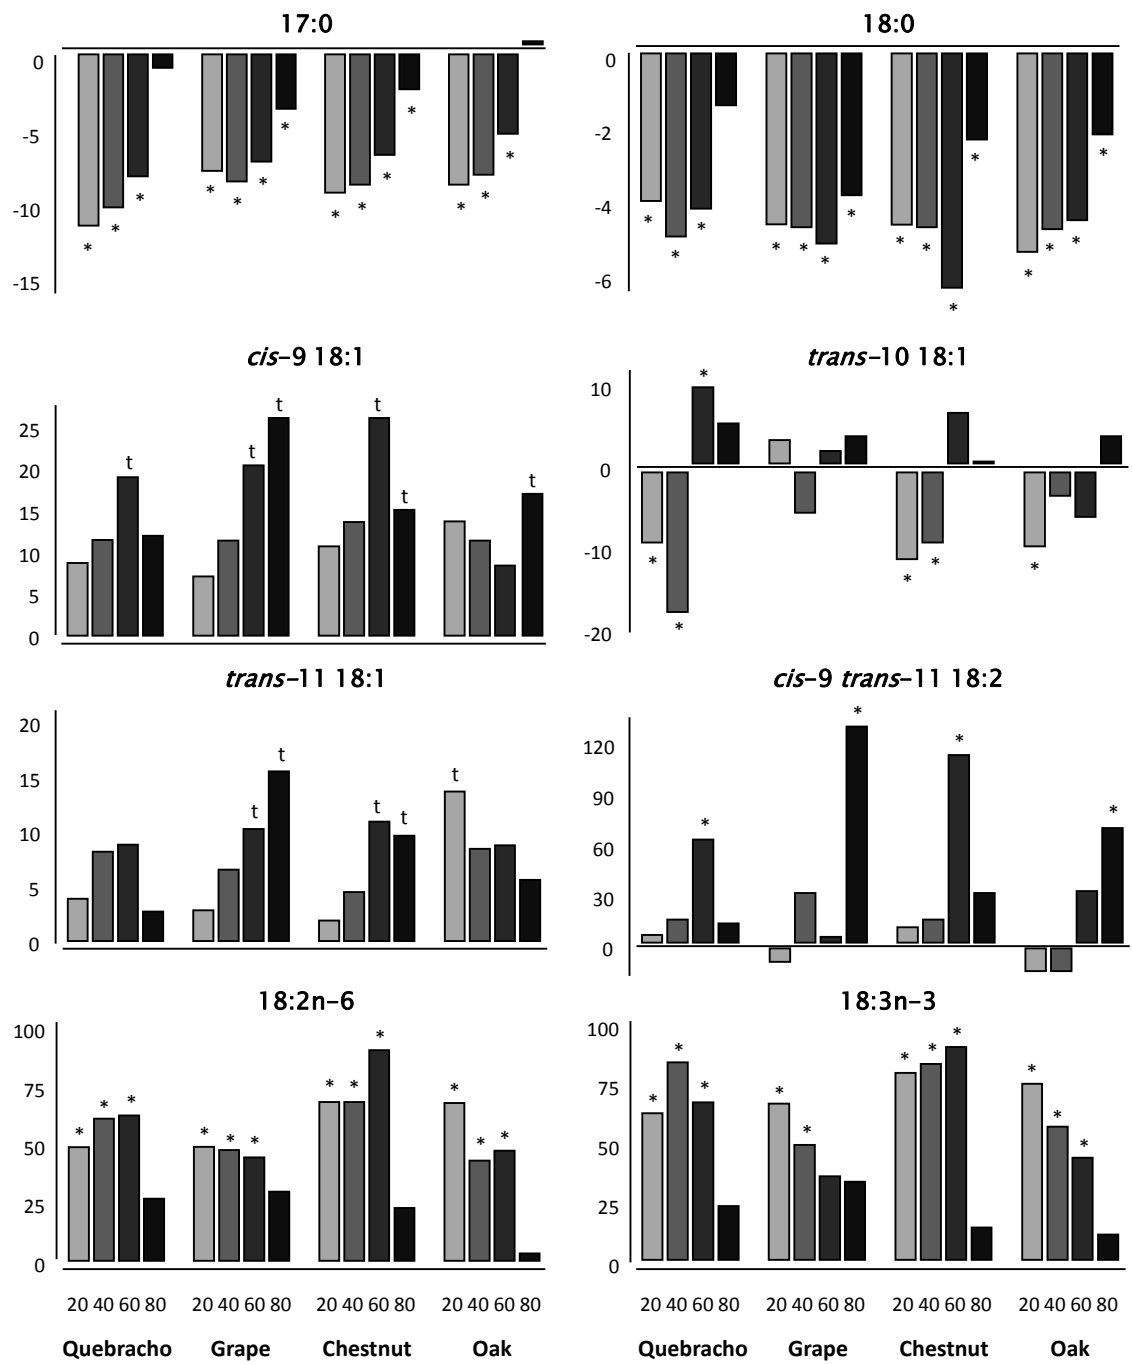 17:0
0
-5
-10
-15
* * *
* * * *
* * * *
* * *
18:0
0
-2
-4
-6
* * *
* * * *
* * * *
* * * *
cis-9 18:1
25
20
15
10
5
0
t
t t
t t
t
trans-10 18:1
10
0
-10
-20
* * *
* *
*
trans-11 18:1
20
15
10
5
0
t t
t t
t
cis-9 trans-11 18:2
120
90
60
30
0
*
*
*
*
18:2n-6
100
75
50
25
0
* * *
* * *
* * *
* * *
18:3n-3
100
75
50
25
0
* * *
* *
* * *
* * *
20 40 60 80 20 40 60 80 20 40 60 80 20 40 60 80
Quebracho Grape Chestnut Oak
20 40 60 80 20 40 60 80 20 40 60 80 20 40 60 80
Quebracho Grape Chestnut Oak